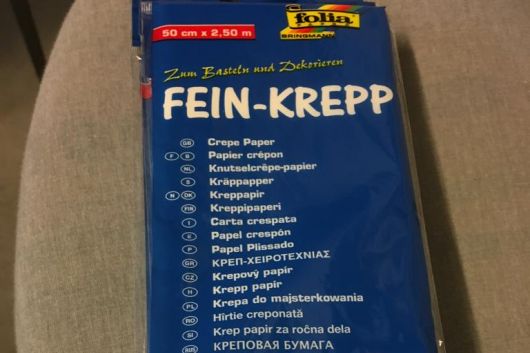 50 cm x 2,50 m
folia
PAPER
BRINGMANN
Zum Basteln und Dekorieren
FEIN-KREPP
GB Crepe Paper
F B Papier crépon
NL Knutselcrêpe-papier
S Kräppapper
N DK Kreppapir
FIN Kreppipaperi
I Carta crespata
E Papel crespón
P Papel Plissado
GR ΚΡΕΠ-ΧΕΙΡΟΤΕΧΝΙΑΣ
CZ Krepový papír
H Krepp papír
PL Krepa do majsterkowania
RO Hîrtie creponată
SI Krep papir za ročna dela
RUS КРЕПОВАЯ БУМАГА